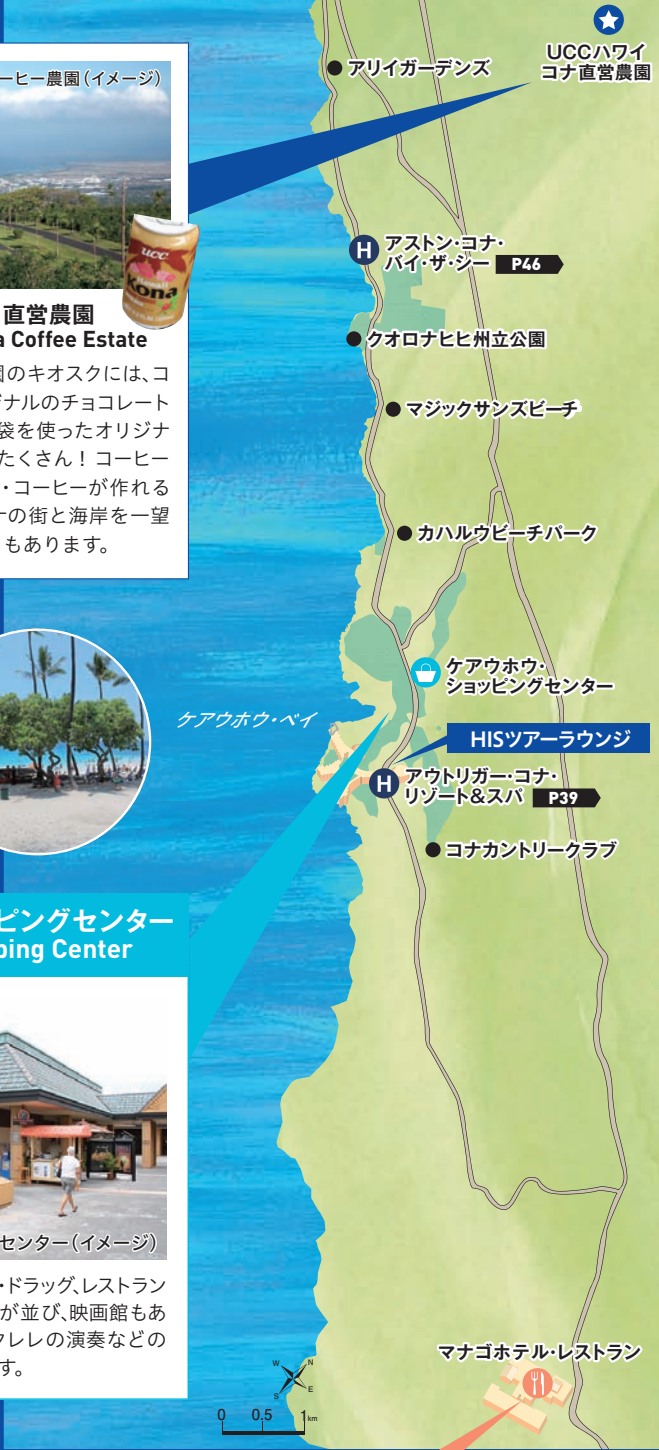 アリイガーデンズ
UCCハワイ
コナ直営農園
ーヒー農園(イメージ)
ucc
Hawaii
Kona
アストン・コナ・
バイ・ザ・シー P46
直営農園
a Coffee Estate
園のキオスクには、コ
ジナルのチョコレート
袋を使ったオリジナ
たくさん！コーヒー
・コーヒーが作れる
ナの街と海岸を一望
もあります。
クオロナヒヒ州立公園
マジックサンズビーチ
カハルウビーチパーク
ケアウホウ・
ショッピングセンター
ケアウホウ・ベイ
HISツアーラウンジ
アウトリガー・コナ・
リゾート&スパ P39
コナカントリークラブ
ピングセンター
ping Center
センター(イメージ)
・ドラッグ、レストラン
が並び、映画館もあ
クレレの演奏などの
す。
マナゴホテル・レストラン
W N
S E
0 0.5 1km